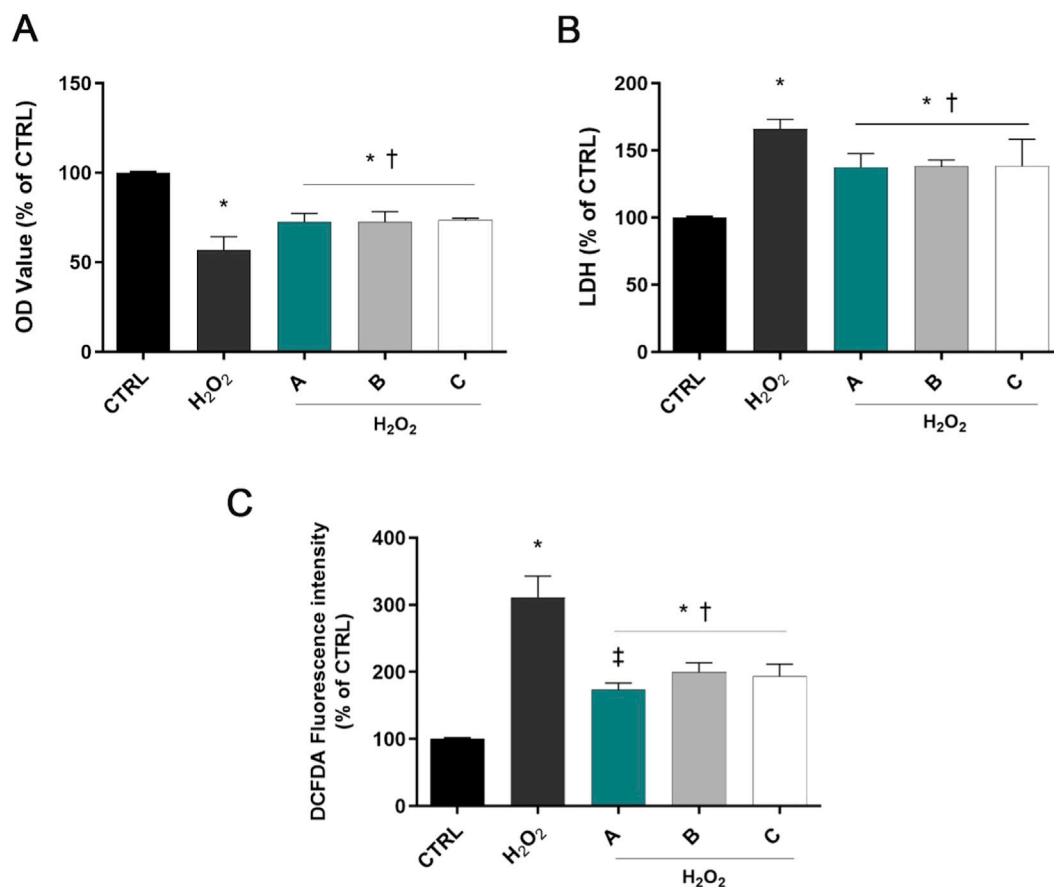 A
OD Value (% of CTRL)
150
100
50
0
*
* †
CTRL
H₂O₂
A
B
C
H₂O₂
B
LDH (% of CTRL)
200
150
100
50
0
*
* †
CTRL
H₂O₂
A
B
C
H₂O₂
C
DCFDA Fluorescence intensity
(% of CTRL)
400
300
200
100
0
*
* †
‡
CTRL
H₂O₂
A
B
C
H₂O₂